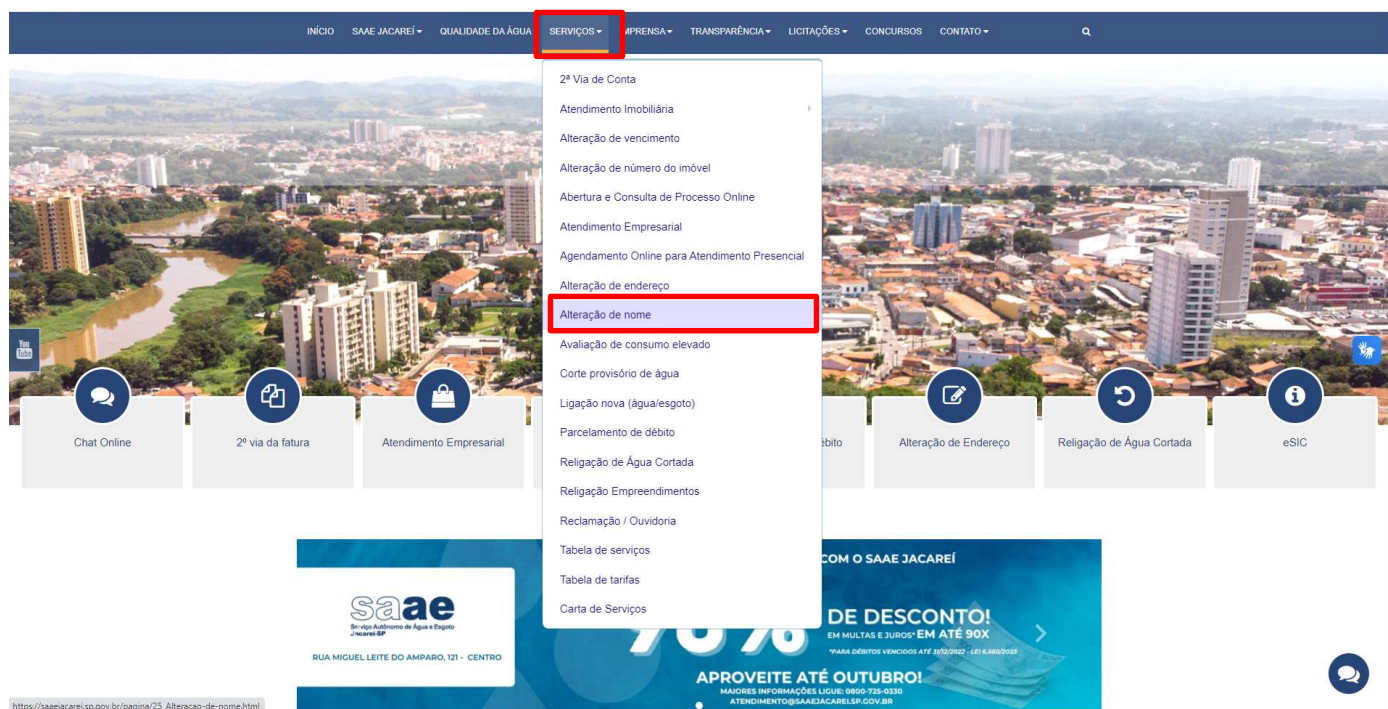 INÍCIO SAAE JACAREÍ QUALIDADE DA ÁGUA SERVIÇOS IMPRENSA TRANSPARÊNCIA LICITAÇÕES CONCURSOS CONTATO
2ª Via de Conta
Atendimento Imobiliária
Alteração de vencimento
Alteração de número do imóvel
Abertura e Consulta de Processo Online
Atendimento Empresarial
Agendamento Online para Atendimento Presencial
Alteração de endereço
Alteração de nome
Avaliação de consumo elevado
Corte provisório de água
Ligação nova (água/esgoto)
Parcelamento de débito
Religação de Água Cortada
Religação Empreendimentos
Reclamação / Ouvidoria
Tabela de serviços
Tabela de tarifas
Carta de Serviços
You
Tube
Chat Online
2º via da fatura
Atendimento Empresarial
ébito
Alteração de Endereço
Religação de Água Cortada
eSIC
saae
Serviço Autônomo de Água e Esgoto
Jacareí-SP
RUA MIGUEL LEITE DO AMPARO, 121 - CENTRO
COM O SAAE JACAREÍ
70% DE DESCONTO!
EM MULTAS E JUROS* EM ATÉ 90X
*PARA DÉBITOS VENCIDOS ATÉ 31/12/2022 - LEI 6.560/2023
APROVEITE ATÉ OUTUBRO!
MAIORES INFORMAÇÕES LIGUE: 0800-725-0330
ATENDIMENTO@SAAEJACAREI.SP.GOV.BR
https://saaejacarei.sp.gov.br/pagina/25_Alteracao-de-nome.html